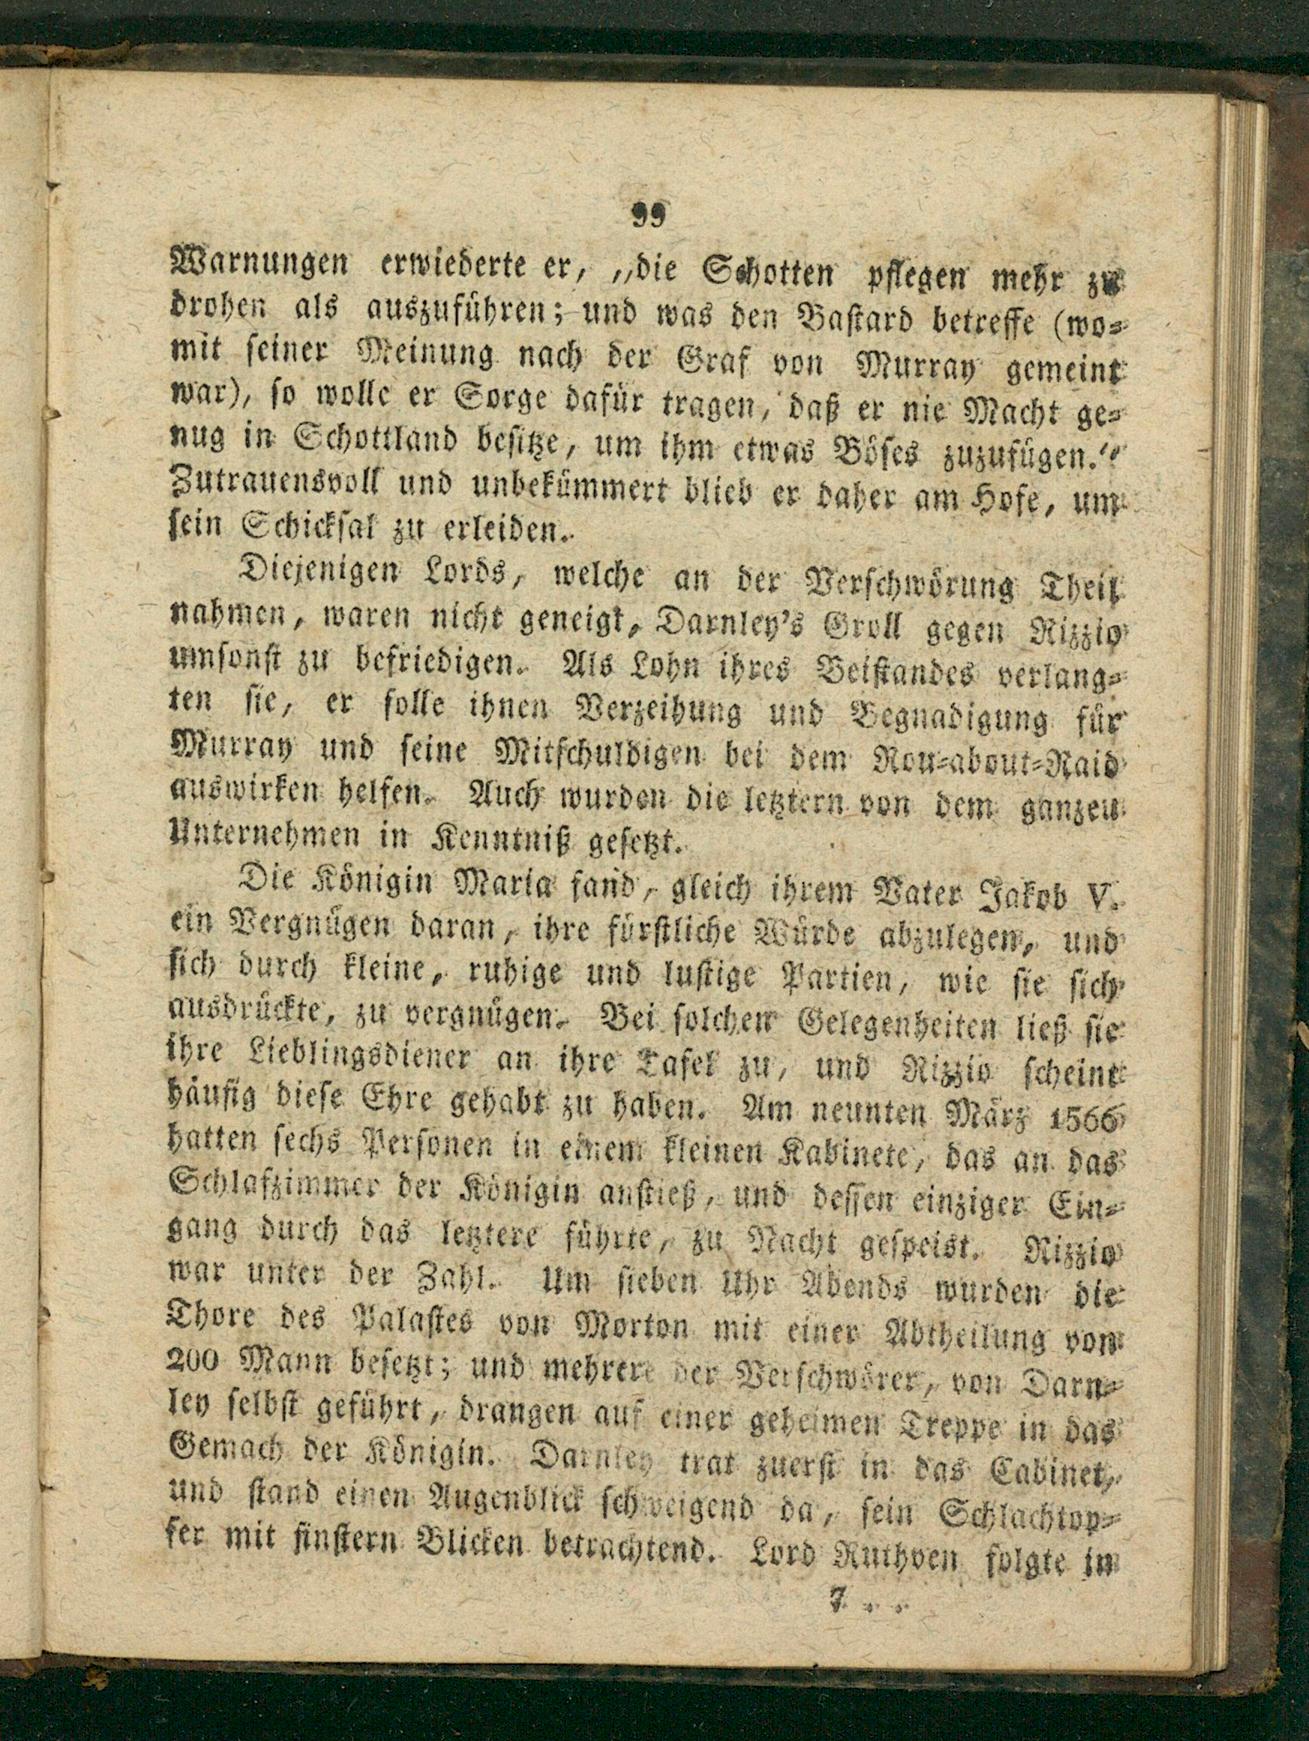 99
Warnungen erwiederte er, „die Schotten pflegen mehr zu
drohen als auszuführen; und was den Bastard betreffe (wo=
mit seiner Meinung nach der Graf von Murray gemeint
war), so wolle er Sorge dafür tragen, daß er nie Macht ge=
nug in Schottland besitze, um ihm etwas Böses zuzufügen.“
Zutrauensvoll und unbekümmert blieb er daher am Hofe, um
sein Schicksal zu erleiden.
Diejenigen Lords, welche an der Verschwörung Theil
nahmen, waren nicht geneigt, Darnley's Groll gegen Rizzio
umsonst zu befriedigen. Als Lohn ihres Beistandes verlang=
ten sie, er solle ihnen Verzeihung und Begnadigung für
Murray und seine Mitschuldigen bei dem Rou=about=Raid
auswirken helfen. Auch wurden die letztern von dem ganzen
Unternehmen in Kenntniß gesetzt.
Die Königin Maria fand, gleich ihrem Vater Jakob V.
ein Vergnügen daran, ihre fürstliche Würde abzulegen, und
sich durch kleine, ruhige und lustige Partien, wie sie sich
ausdrückte, zu vergnügen. Bei solchen Gelegenheiten ließ sie
ihre Lieblingsdiener an ihre Tafel zu, und Rizzio scheint
häufig diese Ehre gehabt zu haben. Am neunten März 1566
hatten sechs Personen in einem kleinen Kabinete, das an das
Schlafzimmer der Königin anstieß, und dessen einziger Ein=
gang durch das letztere führte, zu Nacht gespeist. Rizzio
war unter der Zahl. Um sieben Uhr Abends wurden die
Thore des Palastes von Morton mit einer Abtheilung von
200 Mann besetzt; und mehrere der Verschwörer, von Darn=
ley selbst geführt, drangen auf einer geheimen Treppe in das
Gemach der Königin. Darnley trat zuerst in das Cabinet,
und stand einen Augenblick schweigend da, sein Schlachtop=
fer mit finstern Blicken betrachtend. Lord Ruthven folgte in
7 . .